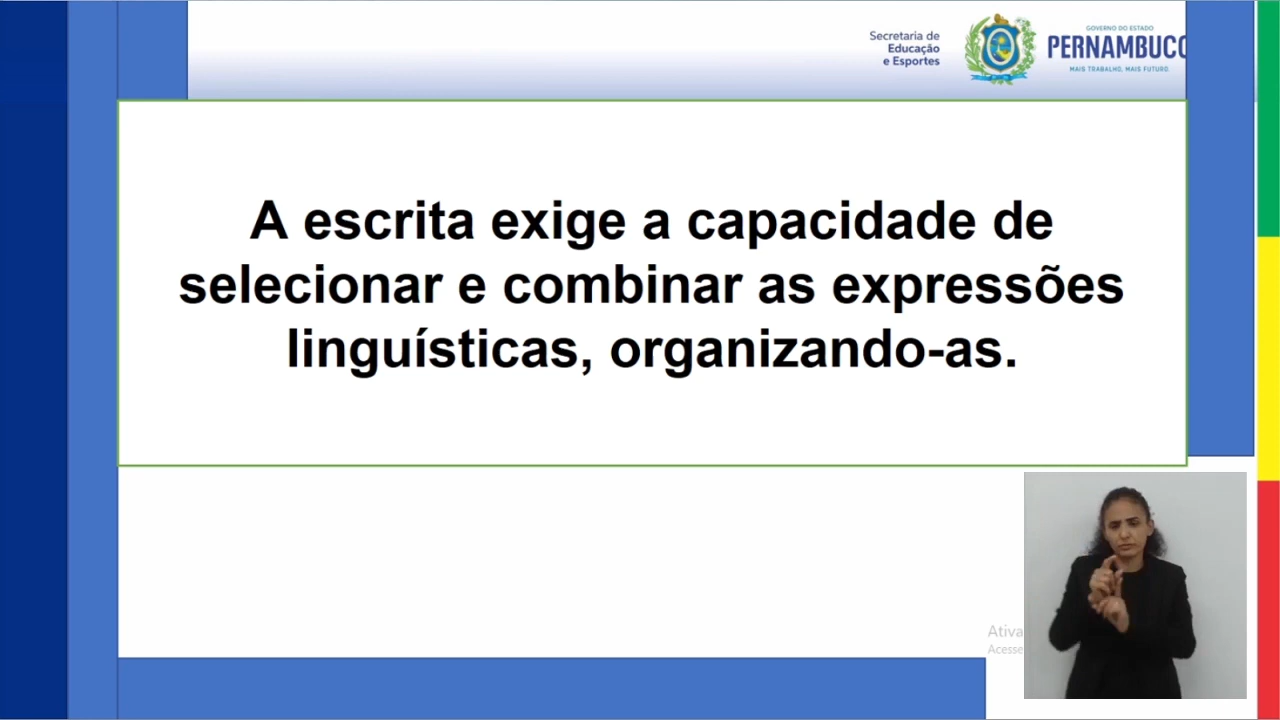 Secretaria de
Educação
e Esportes
GOVERNO DO ESTADO
PERNAMBUCO
MAIS TRABALHO, MAIS FUTURO.
A escrita exige a capacidade de
selecionar e combinar as expressões
linguísticas, organizando-as.
Ativa
Acesse